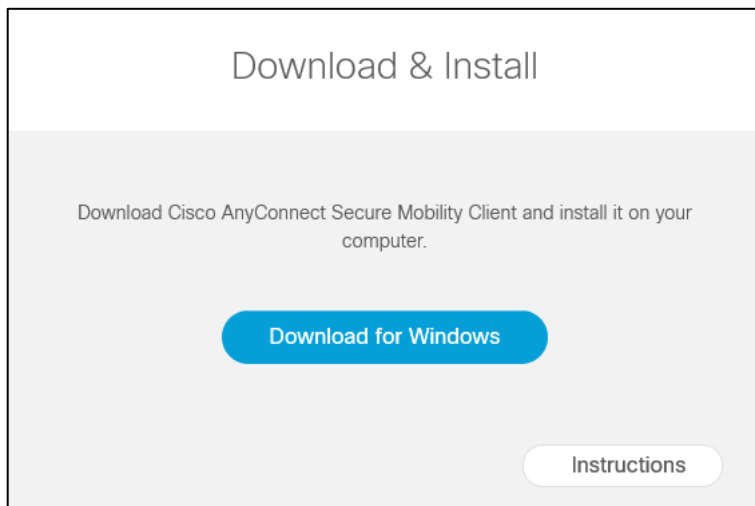 Download & Install
Download Cisco AnyConnect Secure Mobility Client and install it on your
computer.
Download for Windows
Instructions